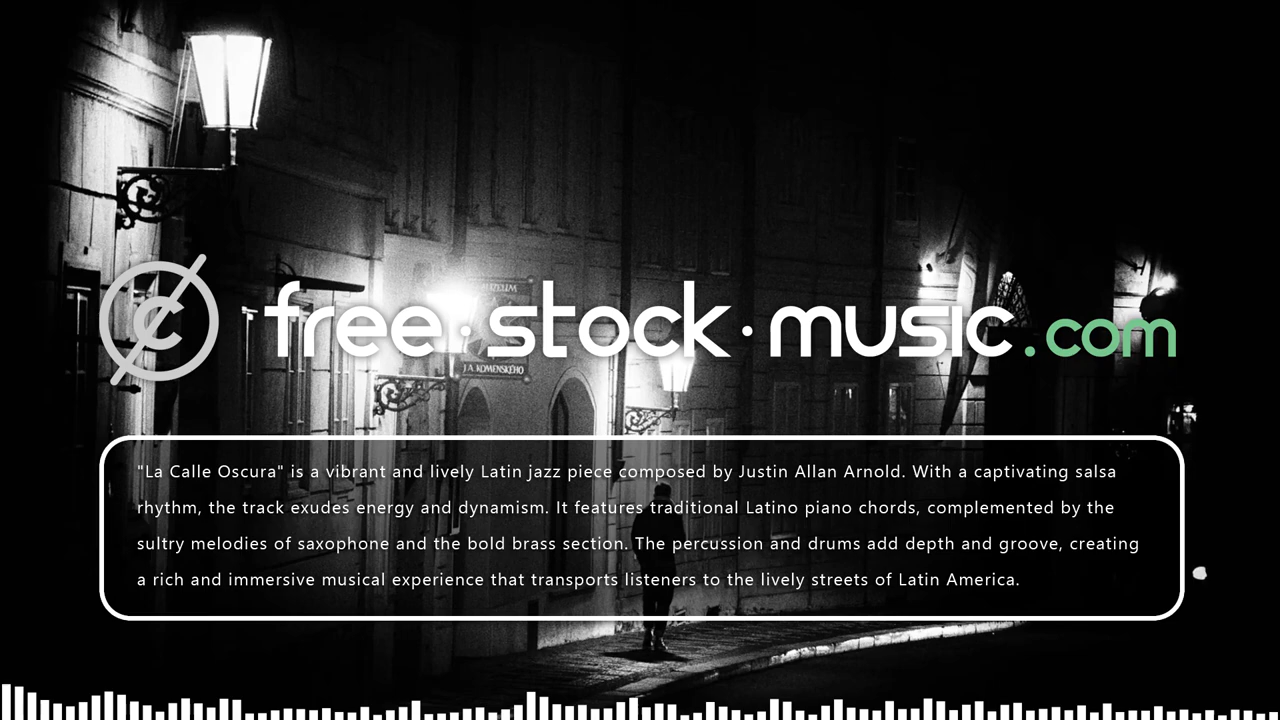 MUZEUM
J.A. KOMENSKÉHO
free·stock·music.com
"La Calle Oscura" is a vibrant and lively Latin jazz piece composed by Justin Allan Arnold. With a captivating salsa
rhythm, the track exudes energy and dynamism. It features traditional Latino piano chords, complemented by the
sultry melodies of saxophone and the bold brass section. The percussion and drums add depth and groove, creating
a rich and immersive musical experience that transports listeners to the lively streets of Latin America.